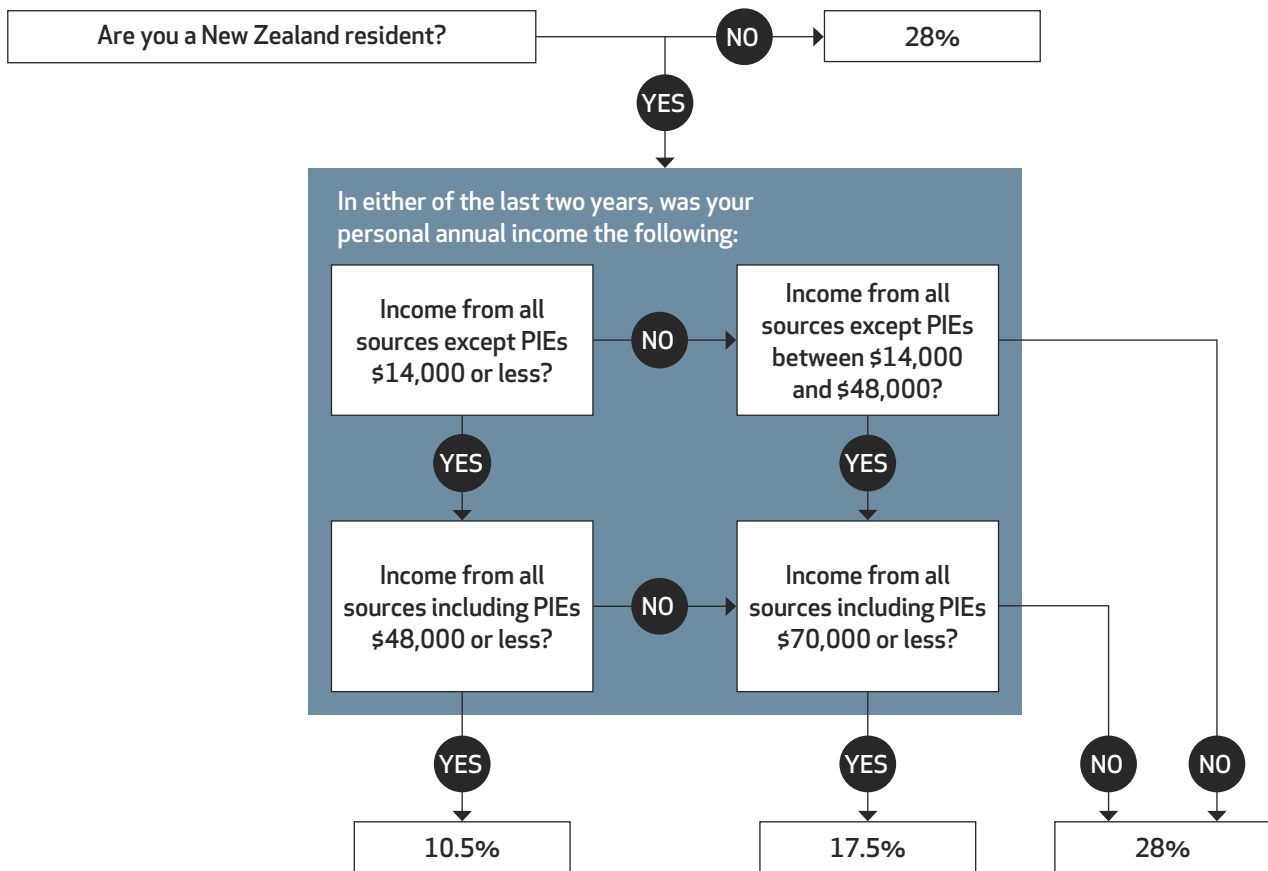 Are you a New Zealand resident?
NO
28%
YES
In either of the last two years, was your
personal annual income the following:
Income from all
sources except PIEs
$14,000 or less?
NO
Income from all
sources except PIEs
between $14,000
and $48,000?
YES
YES
Income from all
sources including PIEs
$48,000 or less?
NO
Income from all
sources including PIEs
$70,000 or less?
YES
YES
NO
NO
10.5%
17.5%
28%